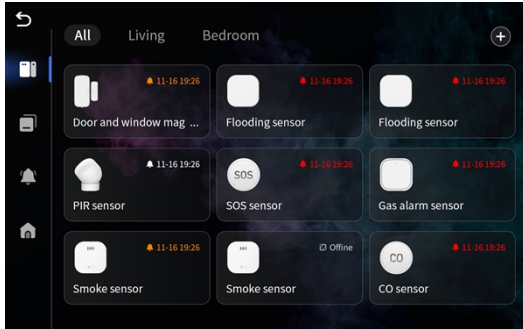 All Living Bedroom
11-16 19:26 11-16 19:26 11-16 19:26
Door and window mag ... Flooding sensor Flooding sensor
11-16 19:26 11-16 19:26 11-16 19:26
SOS
PIR sensor SOS sensor Gas alarm sensor
11-16 19:26 Offine 11-16 19:26
CO
Smoke sensor Smoke sensor CO sensor